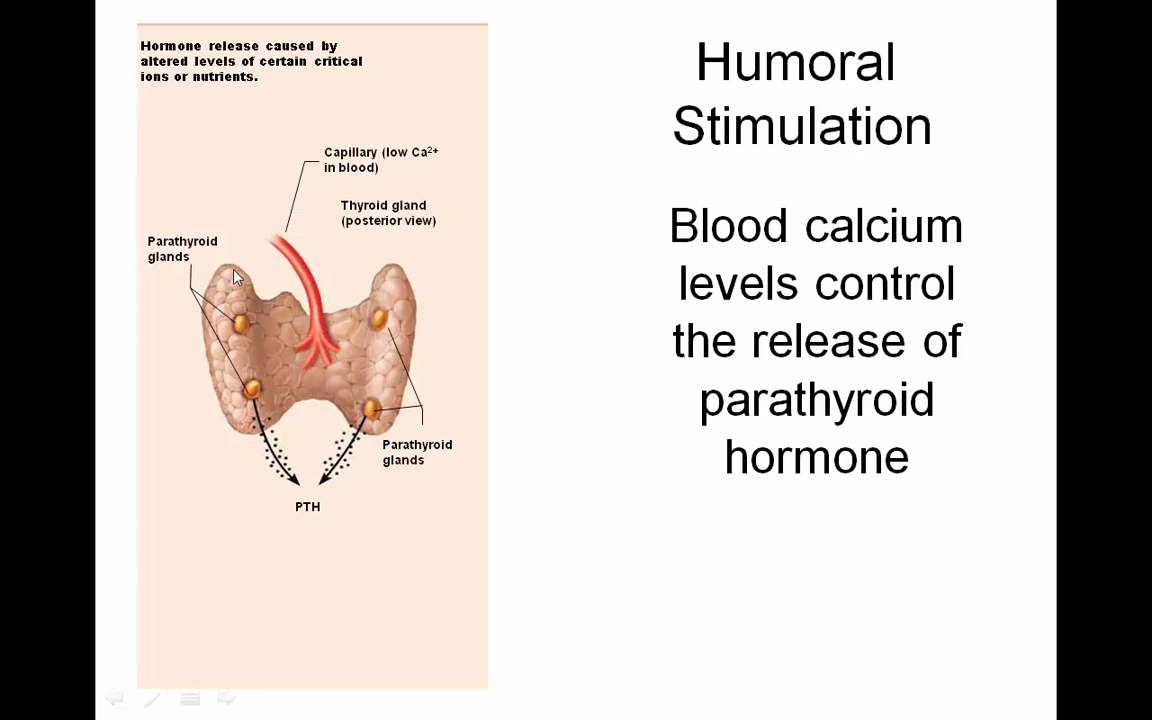 Hormone release caused by
altered levels of certain critical
ions or nutrients.
Capillary (low Ca²⁺
in blood)
Thyroid gland
(posterior view)
Parathyroid
glands
Parathyroid
glands
PTH
Humoral
Stimulation
Blood calcium
levels control
the release of
parathyroid
hormone